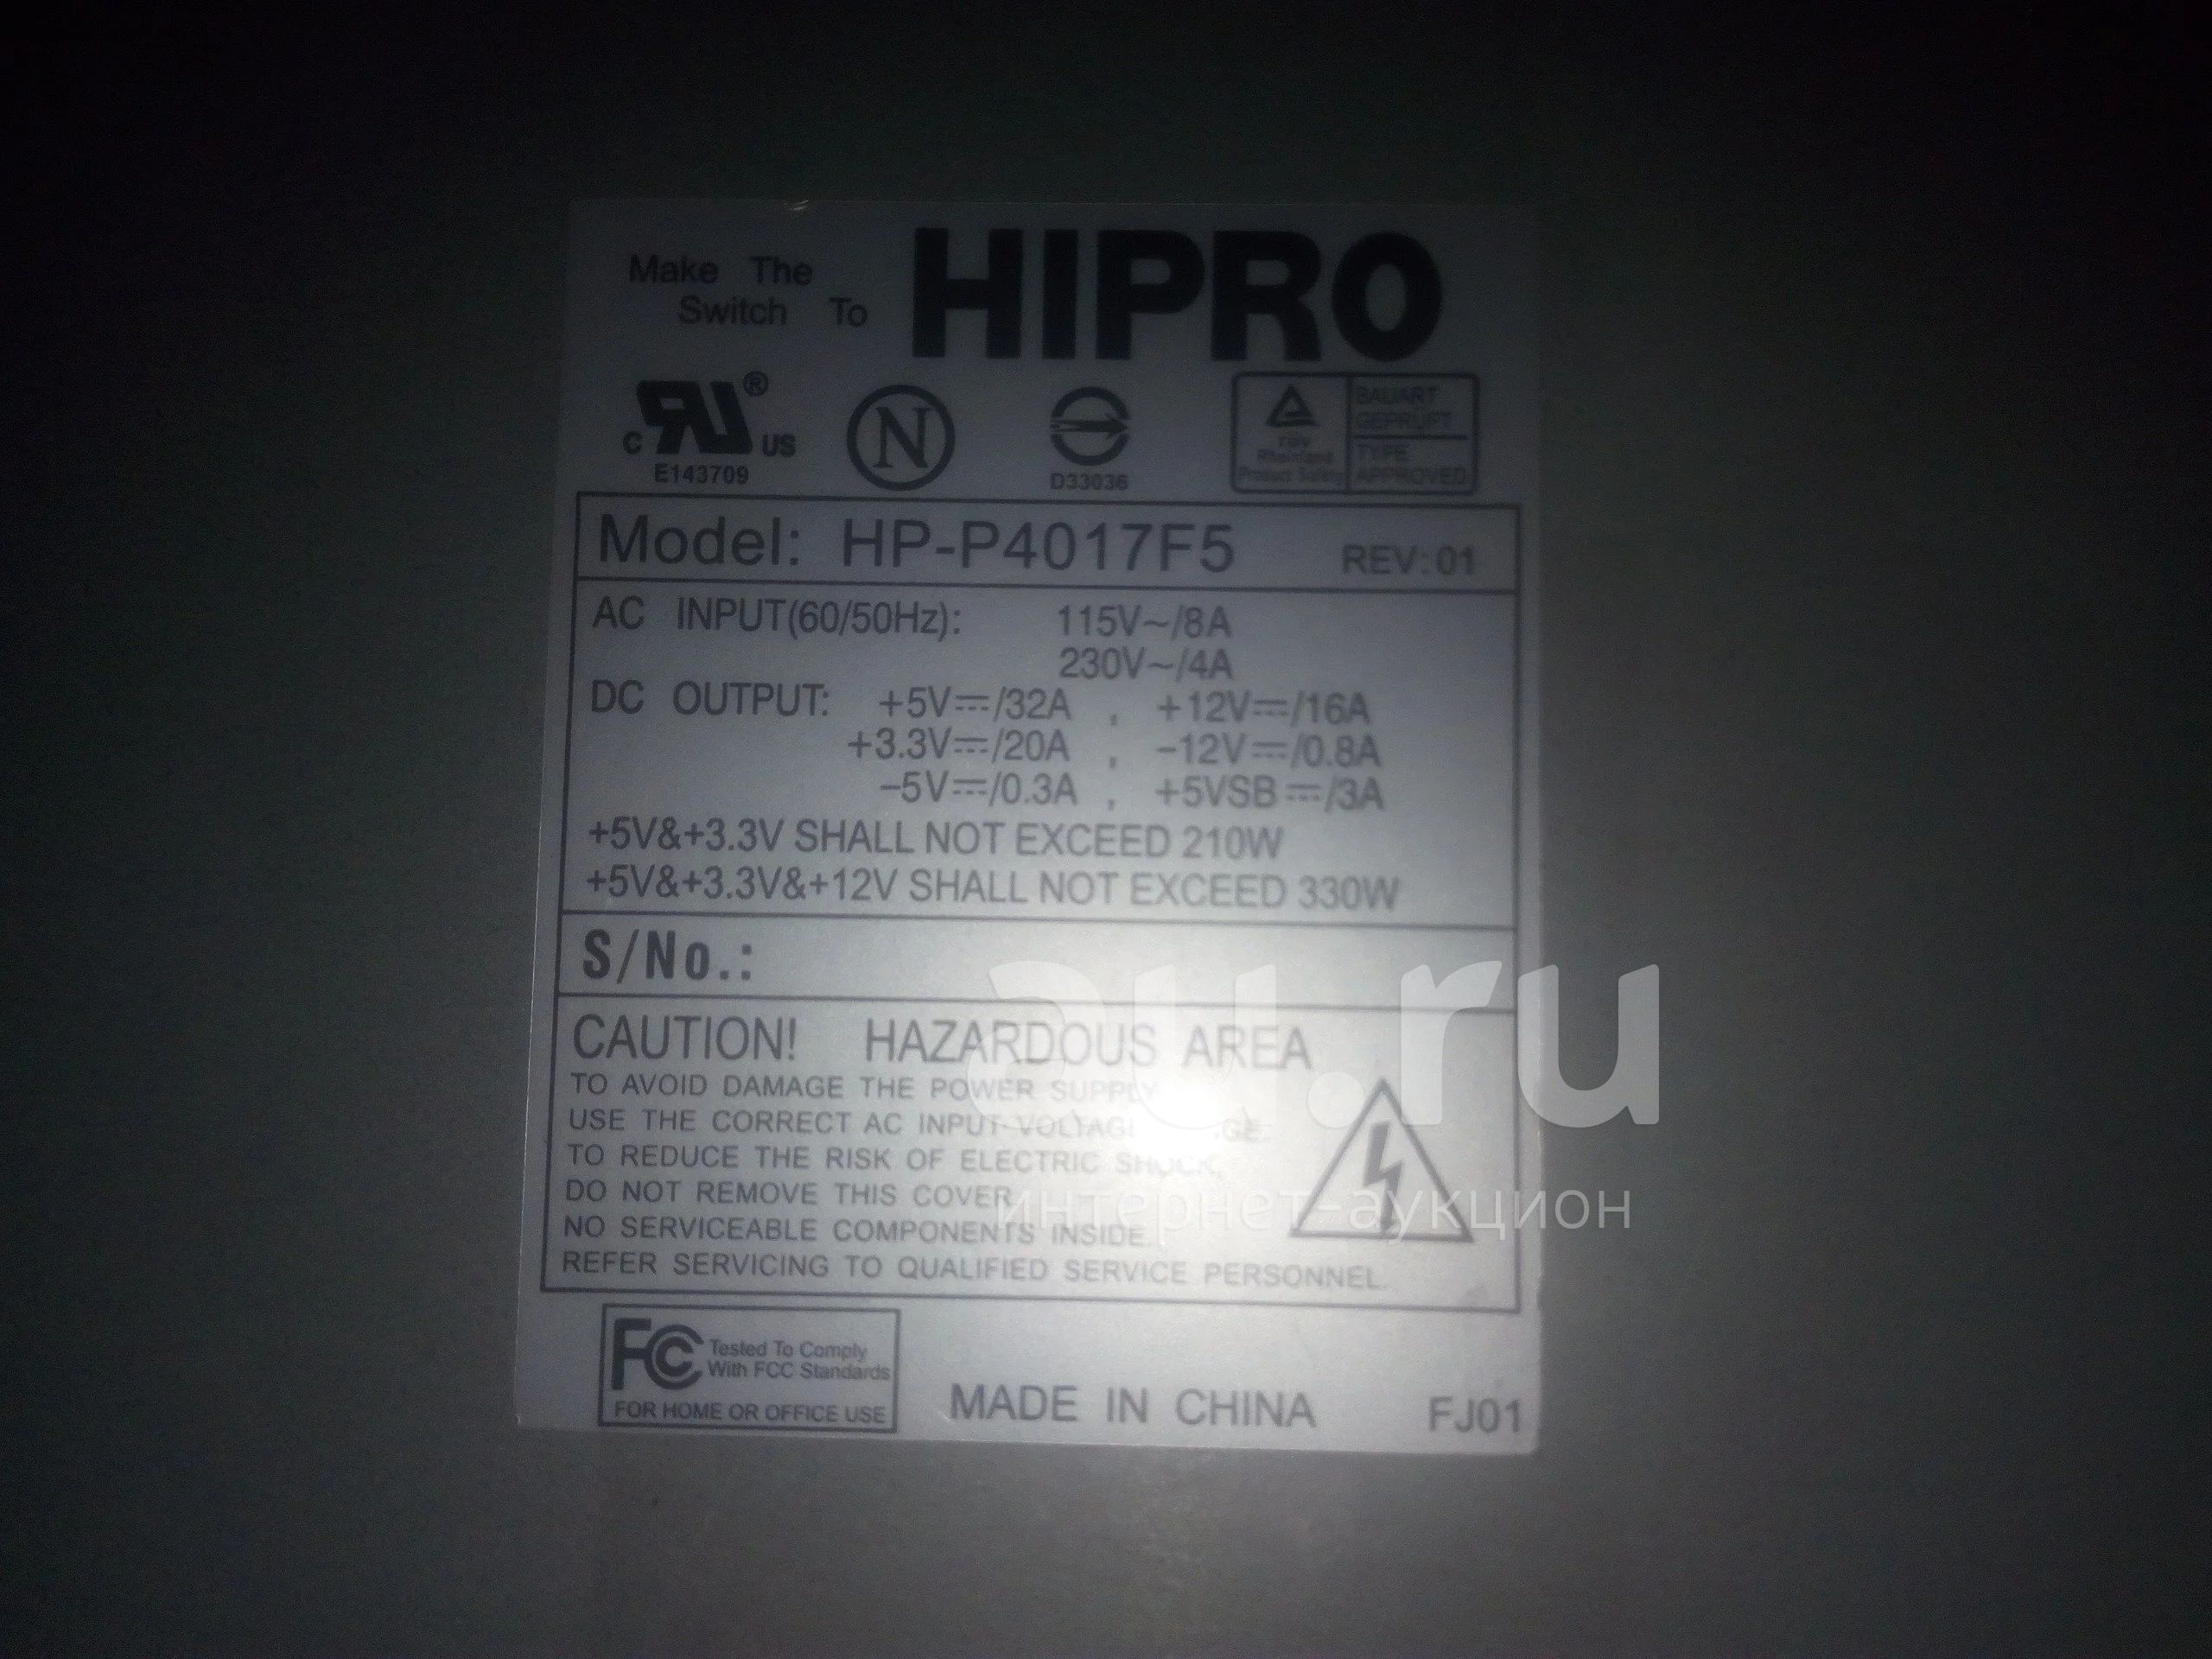 Make The
Switch To
HIPRO
C RU ® US
E143709
N
D33036
TÜV
Rheinland
Product Safety
BAUART
GEPRÜFT
TYPE
APPROVED
Model: HP-P4017F5 REV:01
AC INPUT(60/50Hz): 115V~/8A
230V~/4A
DC OUTPUT: +5V⎓/32A , +12V⎓/16A
+3.3V⎓/20A , -12V⎓/0.8A
-5V⎓/0.3A , +5VSB⎓/3A
+5V&+3.3V SHALL NOT EXCEED 210W
+5V&+3.3V&+12V SHALL NOT EXCEED 330W
S/No.:
CAUTION! HAZARDOUS AREA
TO AVOID DAMAGE THE POWER SUPPLY
USE THE CORRECT AC INPUT VOLTAGE
TO REDUCE THE RISK OF ELECTRIC SHOCK,
DO NOT REMOVE THIS COVER
NO SERVICEABLE COMPONENTS INSIDE.
REFER SERVICING TO QUALIFIED SERVICE PERSONNEL.
FC Tested To Comply
With FCC Standards
FOR HOME OR OFFICE USE
MADE IN CHINA FJ01
au.ru
интернет-аукцион